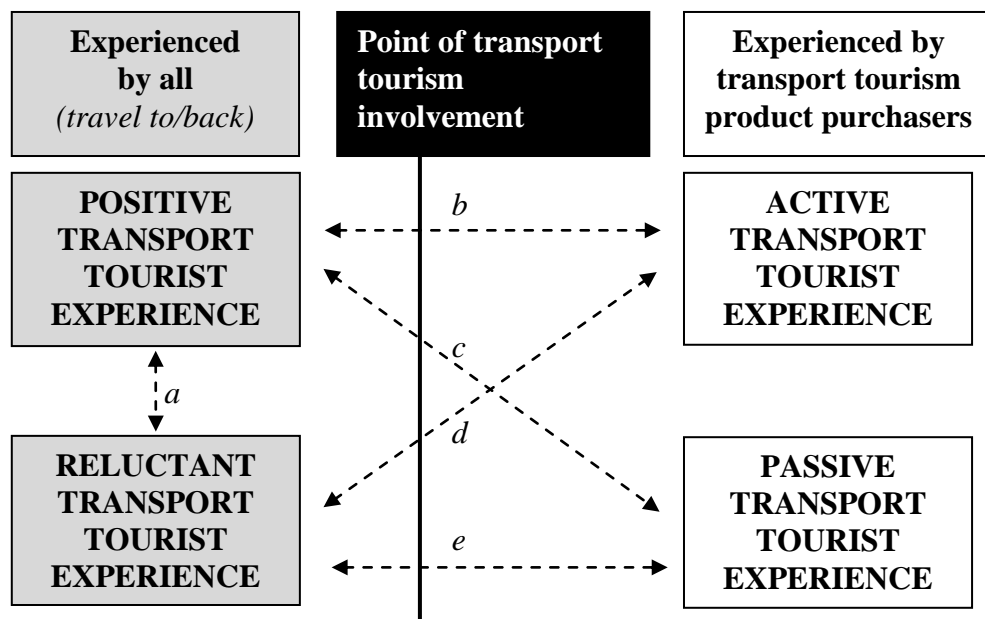 Experienced
by all
(travel to/back)
Point of transport
tourism
involvement
Experienced by
transport tourism
product purchasers
POSITIVE
TRANSPORT
TOURIST
EXPERIENCE
b
ACTIVE
TRANSPORT
TOURIST
EXPERIENCE
a
c
d
RELUCTANT
TRANSPORT
TOURIST
EXPERIENCE
e
PASSIVE
TRANSPORT
TOURIST
EXPERIENCE